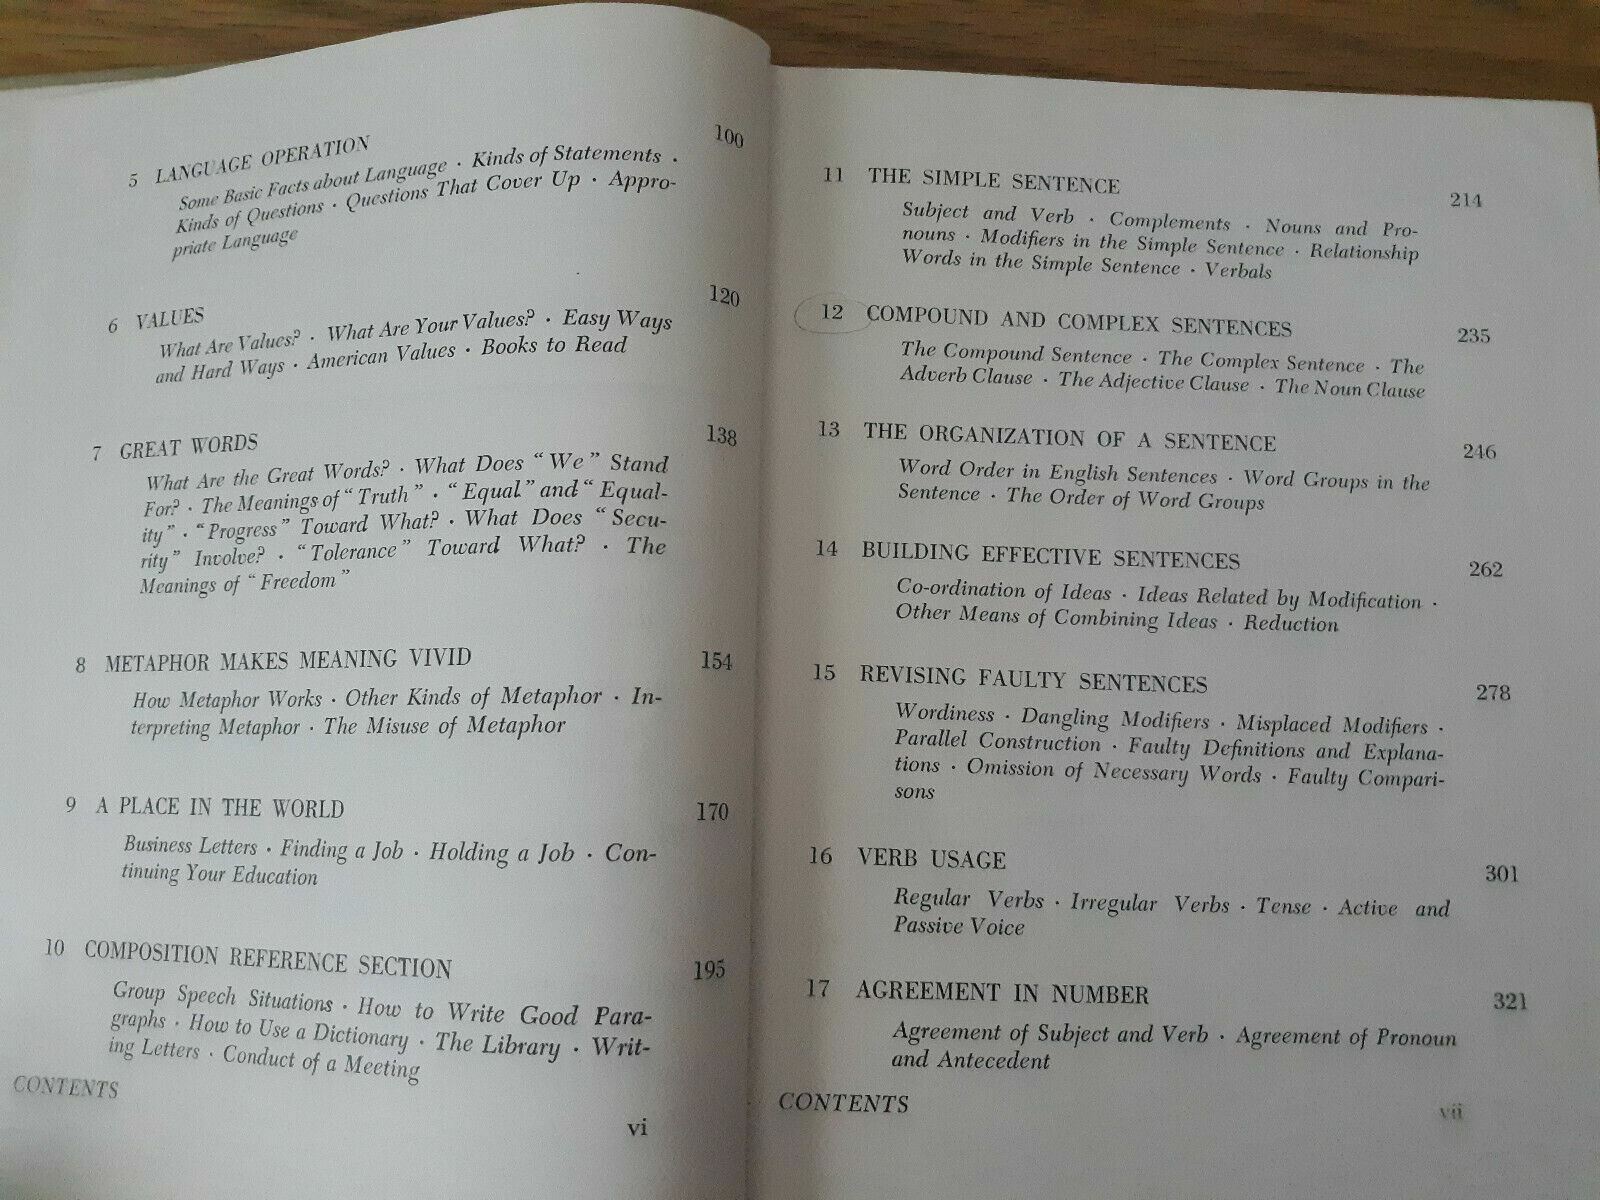 5 LANGUAGE OPERATION 100
Some Basic Facts about Language · Kinds of Statements ·
Kinds of Questions · Questions That Cover Up · Appro-
priate Language
6 VALUES 120
What Are Values? · What Are Your Values? · Easy Ways
and Hard Ways · American Values · Books to Read
7 GREAT WORDS 138
What Are the Great Words? · What Does "We" Stand
For? · The Meanings of "Truth" · "Equal" and "Equal-
ity" · "Progress" Toward What? · What Does "Secu-
rity" Involve? · "Tolerance" Toward What? · The
Meanings of "Freedom"
8 METAPHOR MAKES MEANING VIVID 154
How Metaphor Works · Other Kinds of Metaphor · In-
terpreting Metaphor · The Misuse of Metaphor
9 A PLACE IN THE WORLD 170
Business Letters · Finding a Job · Holding a Job · Con-
tinuing Your Education
10 COMPOSITION REFERENCE SECTION 195
Group Speech Situations · How to Write Good Para-
graphs · How to Use a Dictionary · The Library · Writ-
ing Letters · Conduct of a Meeting
CONTENTS
vi
11 THE SIMPLE SENTENCE 214
Subject and Verb · Complements · Nouns and Pro-
nouns · Modifiers in the Simple Sentence · Relationship
Words in the Simple Sentence · Verbals
12 COMPOUND AND COMPLEX SENTENCES 235
The Compound Sentence · The Complex Sentence · The
Adverb Clause · The Adjective Clause · The Noun Clause
13 THE ORGANIZATION OF A SENTENCE 246
Word Order in English Sentences · Word Groups in the
Sentence · The Order of Word Groups
14 BUILDING EFFECTIVE SENTENCES 262
Co-ordination of Ideas · Ideas Related by Modification ·
Other Means of Combining Ideas · Reduction
15 REVISING FAULTY SENTENCES 278
Wordiness · Dangling Modifiers · Misplaced Modifiers ·
Parallel Construction · Faulty Definitions and Explana-
tions · Omission of Necessary Words · Faulty Compari-
sons
16 VERB USAGE 301
Regular Verbs · Irregular Verbs · Tense · Active and
Passive Voice
17 AGREEMENT IN NUMBER 321
Agreement of Subject and Verb · Agreement of Pronoun
and Antecedent
CONTENTS vii